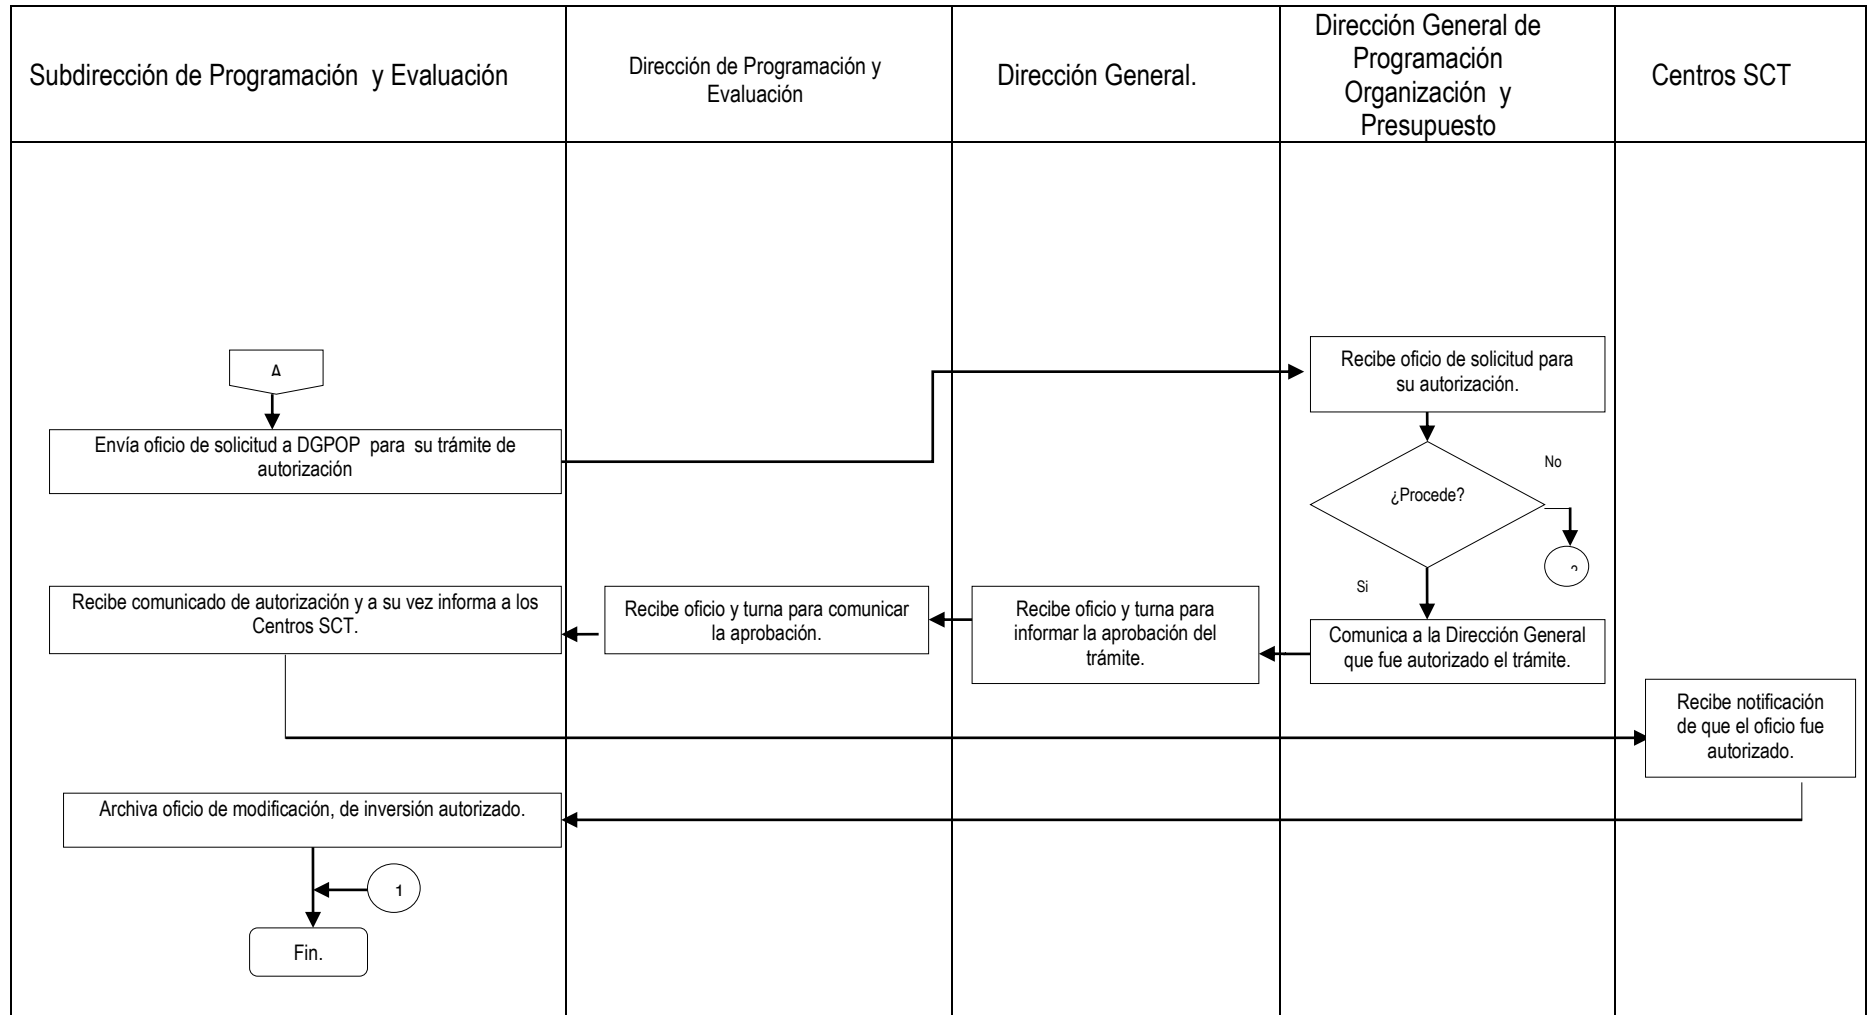 Subdirección de Programación y Evaluación
Dirección de Programación y
Evaluación
Dirección General.
Dirección General de
Programación
Organización y
Presupuesto
Centros SCT
A
Envía oficio de solicitud a DGPOP para su trámite de
autorización
Recibe oficio de solicitud para
su autorización.
¿Procede?
No
Si
Comunica a la Dirección General
que fue autorizado el trámite.
Recibe oficio y turna para
informar la aprobación del
trámite.
Recibe oficio y turna para comunicar
la aprobación.
Recibe comunicado de autorización y a su vez informa a los
Centros SCT.
Recibe notificación
de que el oficio fue
autorizado.
Archiva oficio de modificación, de inversión autorizado.
1
Fin.